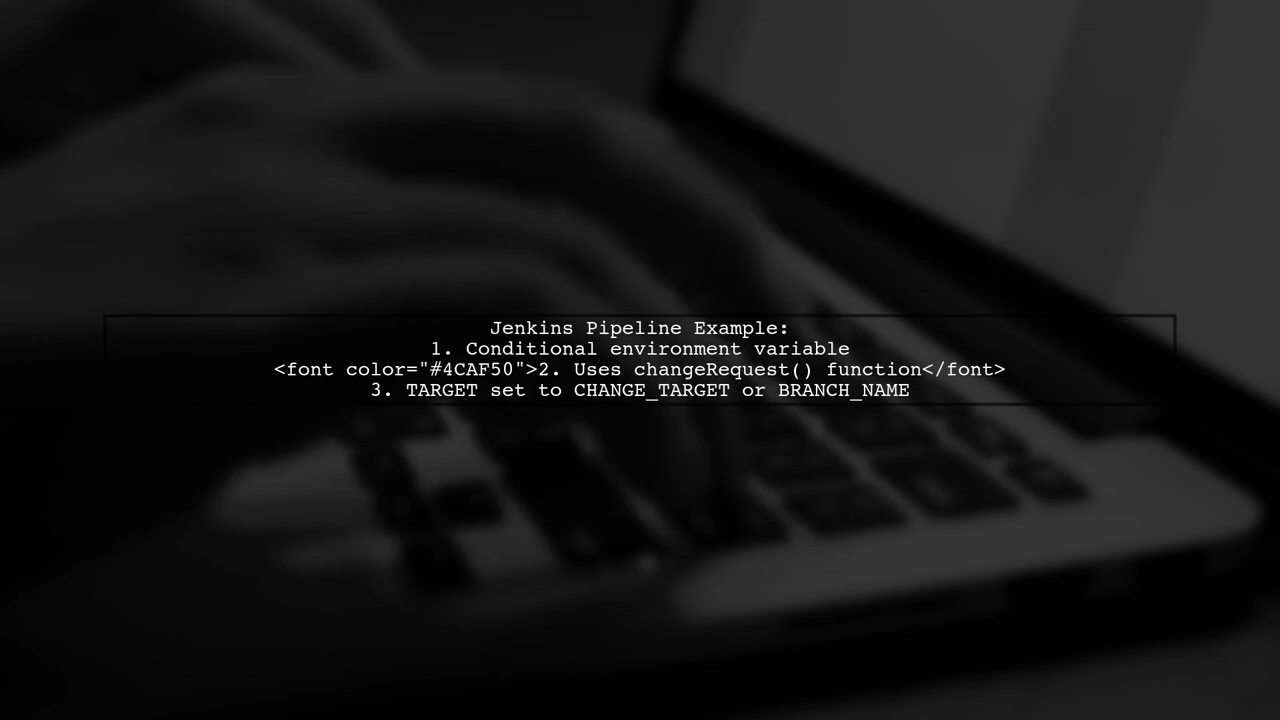 Jenkins Pipeline Example:
1. Conditional environment variable
<font color="#4CAF50">2. Uses changeRequest() function</font>
3. TARGET set to CHANGE_TARGET or BRANCH_NAME